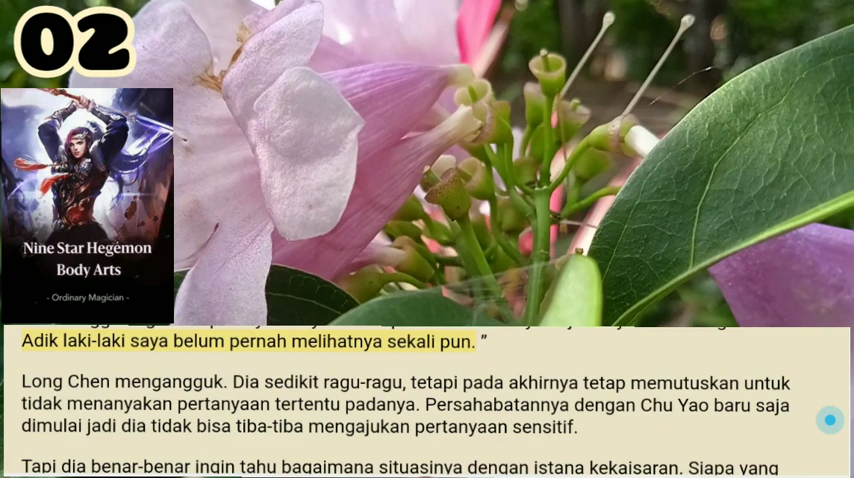 02
Nine Star Hegemon
Body Arts
- Ordinary Magician -
Adik laki-laki saya belum pernah melihatnya sekali pun. ”
Long Chen mengangguk. Dia sedikit ragu-ragu, tetapi pada akhirnya tetap memutuskan untuk
tidak menanyakan pertanyaan tertentu padanya. Persahabatannya dengan Chu Yao baru saja
dimulai jadi dia tidak bisa tiba-tiba mengajukan pertanyaan sensitif.
Tapi dia benar-benar ingin tahu bagaimana situasinya dengan istana kekaisaran. Siapa yang